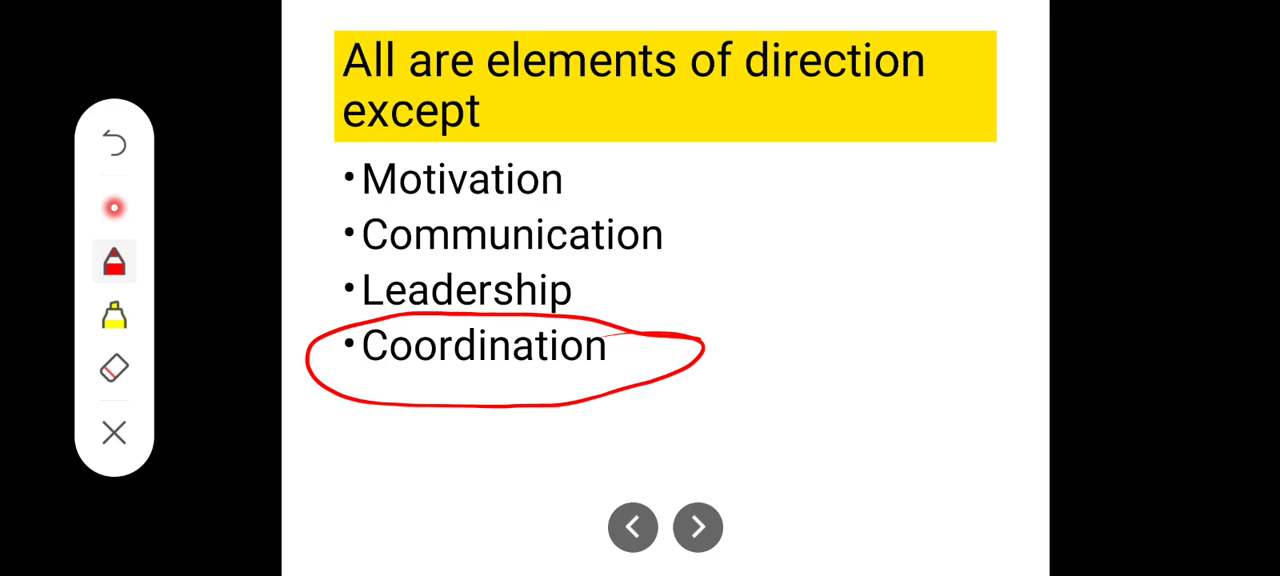 All are elements of direction
except
•Motivation
•Communication
•Leadership
•Coordination